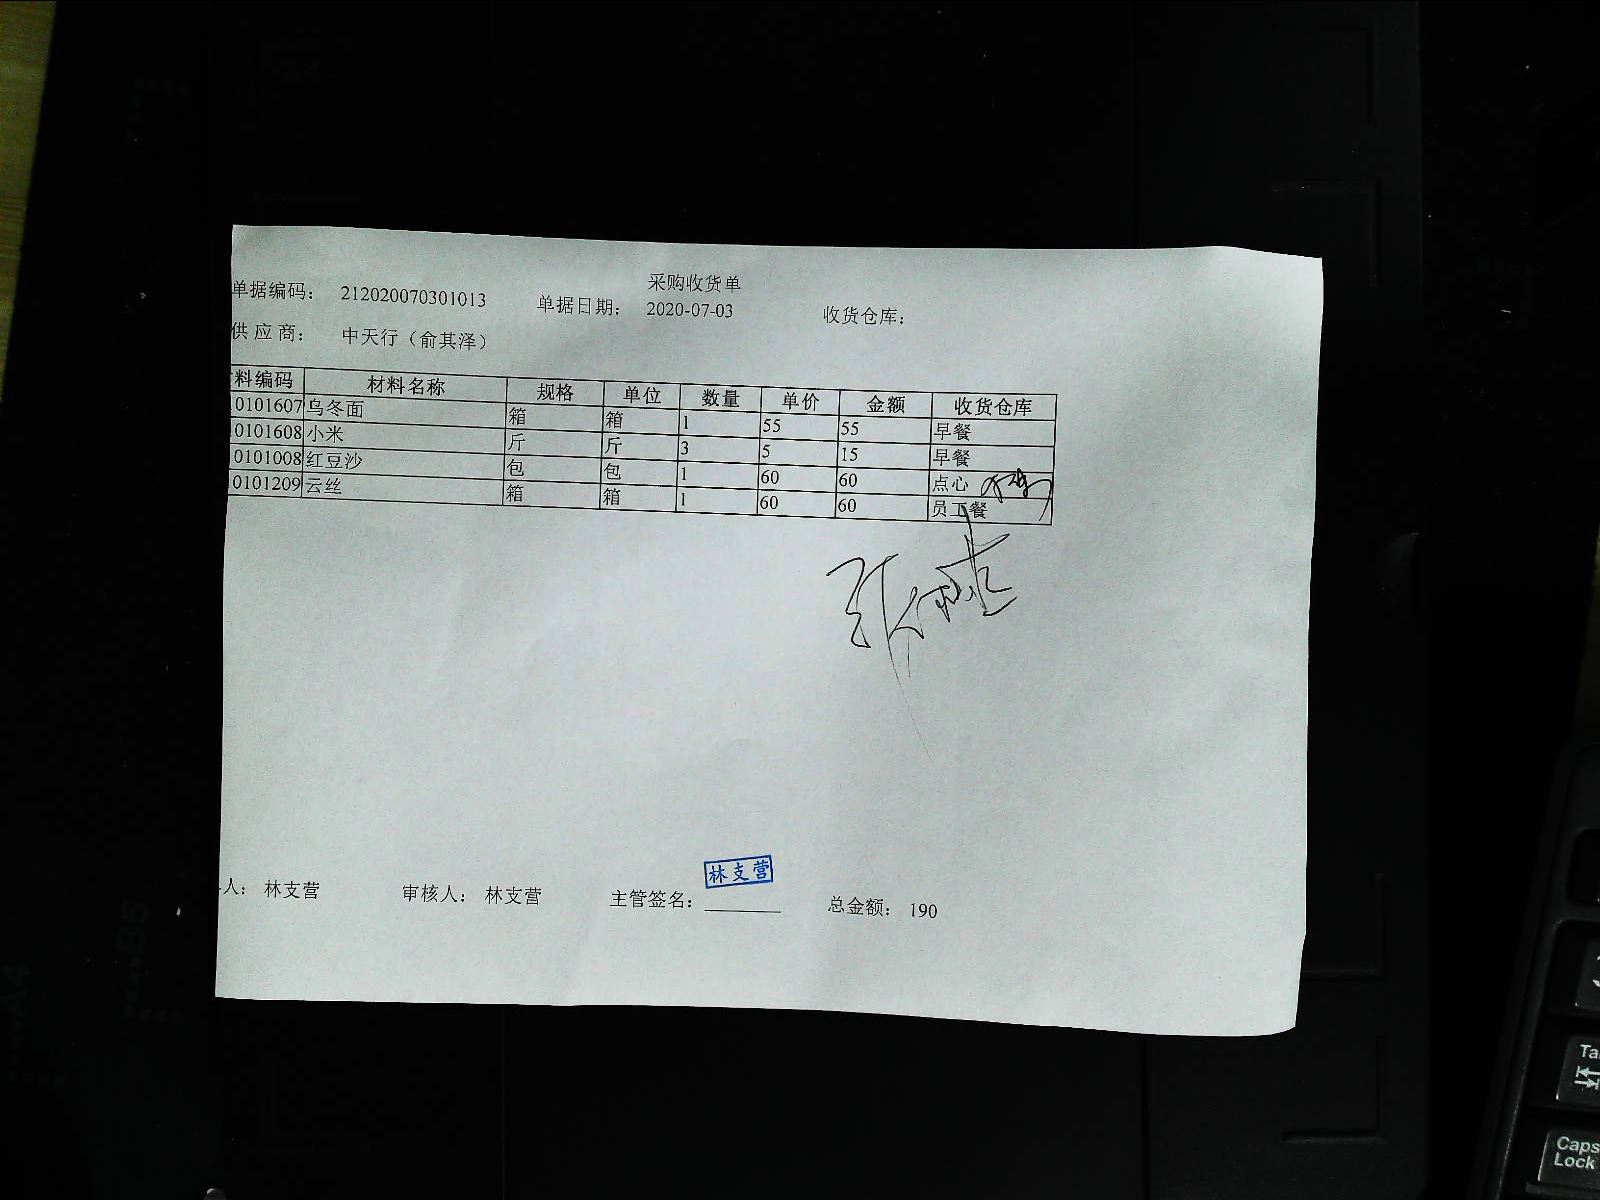 采购收货单
单据编码： 212020070301013 单据日期： 2020-07-03 收货仓库：
供 应 商： 中天行（俞其泽）
料编码 材料名称 规格 单位 数量 单价 金额 收货仓库
0101607 乌冬面 箱 箱 1 55 55 早餐
0101608 小米 斤 斤 3 5 15 早餐
0101008 红豆沙 包 包 1 60 60 点心
0101209 云丝 箱 箱 1 60 60 员工餐
林支营
人： 林支营 审核人： 林支营 主管签名： 总金额： 190
A4
B5
Caps
Lock